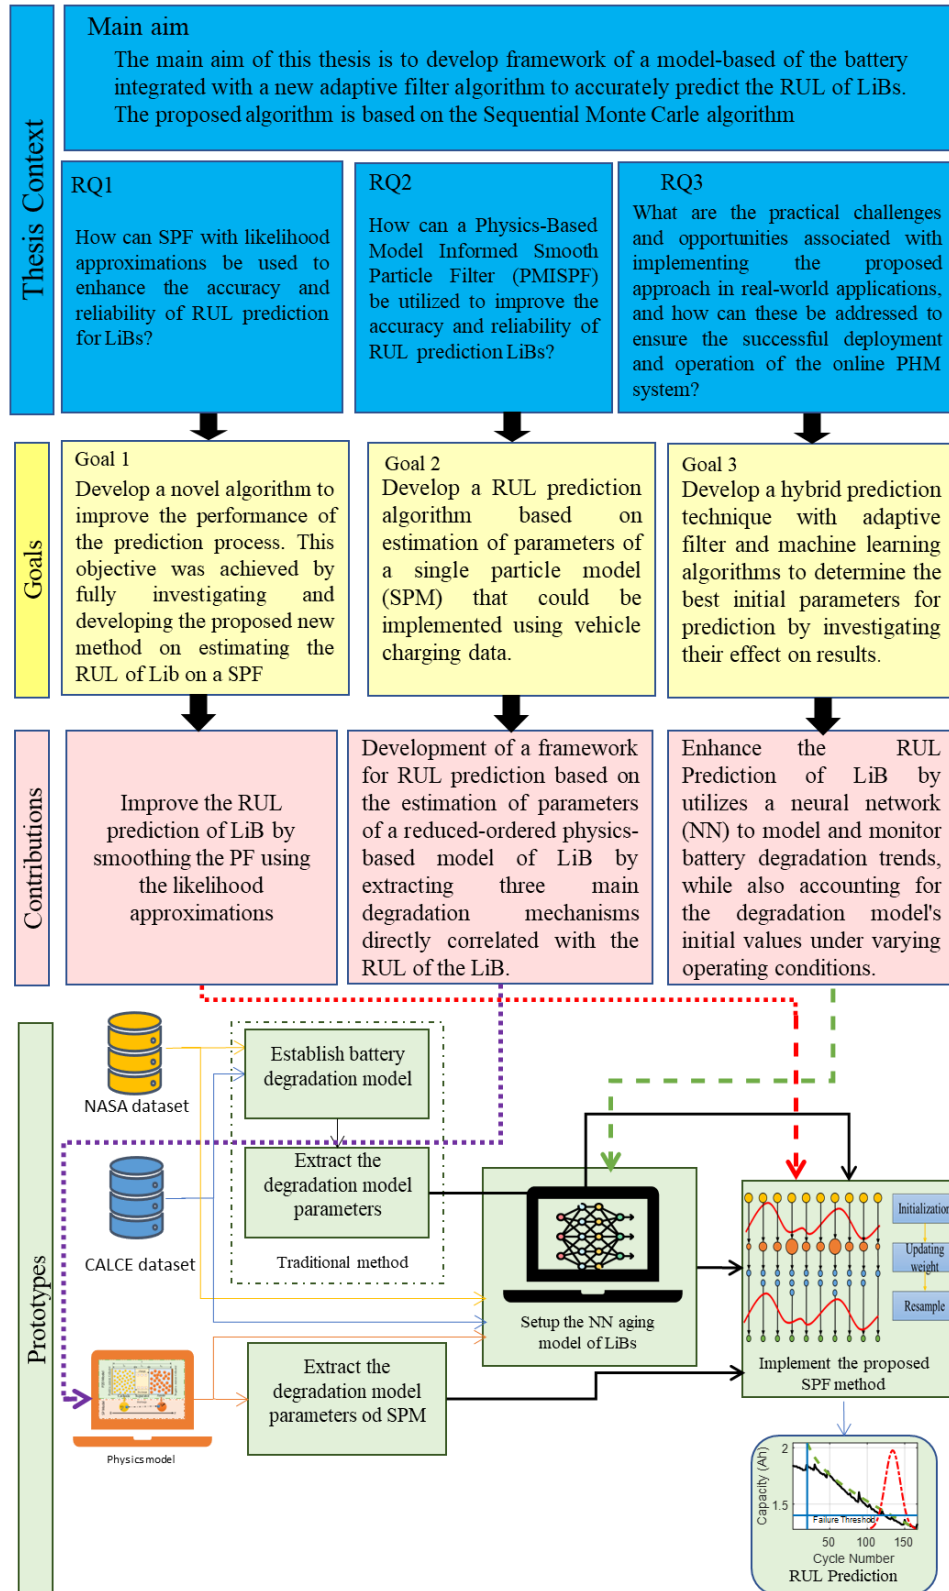 Thesis Context
Main aim
The main aim of this thesis is to develop framework of a model-based of the battery
integrated with a new adaptive filter algorithm to accurately predict the RUL of LiBs.
The proposed algorithm is based on the Sequential Monte Carle algorithm
RQ1
How can SPF with likelihood
approximations be used to
enhance the accuracy and
reliability of RUL prediction
for LiBs?
RQ2
How can a Physics-Based
Model Informed Smooth
Particle Filter (PMISPF)
be utilized to improve the
accuracy and reliability of
RUL prediction LiBs?
RQ3
What are the practical challenges
and opportunities associated with
implementing the proposed
approach in real-world applications,
and how can these be addressed to
ensure the successful deployment
and operation of the online PHM
system?
Goals
Goal 1
Develop a novel algorithm to
improve the performance of
the prediction process. This
objective was achieved by
fully investigating and
developing the proposed new
method on estimating the
RUL of Lib on a SPF
Goal 2
Develop a RUL prediction
algorithm based on
estimation of parameters of
a single particle model
(SPM) that could be
implemented using vehicle
charging data.
Goal 3
Develop a hybrid prediction
technique with adaptive
filter and machine learning
algorithms to determine the
best initial parameters for
prediction by investigating
their effect on results.
Contributions
Improve the RUL
prediction of LiB by
smoothing the PF using
the likelihood
approximations
Development of a framework
for RUL prediction based on
the estimation of parameters
of a reduced-ordered physics-
based model of LiB by
extracting three main
degradation mechanisms
directly correlated with the
RUL of the LiB.
Enhance the RUL
Prediction of LiB by
utilizes a neural network
(NN) to model and monitor
battery degradation trends,
while also accounting for
the degradation model's
initial values under varying
operating conditions.
Prototypes
NASA dataset
CALCE dataset
Physics model
Establish battery
degradation model
Extract the
degradation model
parameters
Traditional method
Extract the
degradation model
parameters od SPM
Setup the NN aging
model of LiBs
Initialization
Updating
weight
Resample
Implement the proposed
SPF method
Capacity (Ah)
2
1.5
Failure Threshold
50 100 150
Cycle Number
RUL Prediction